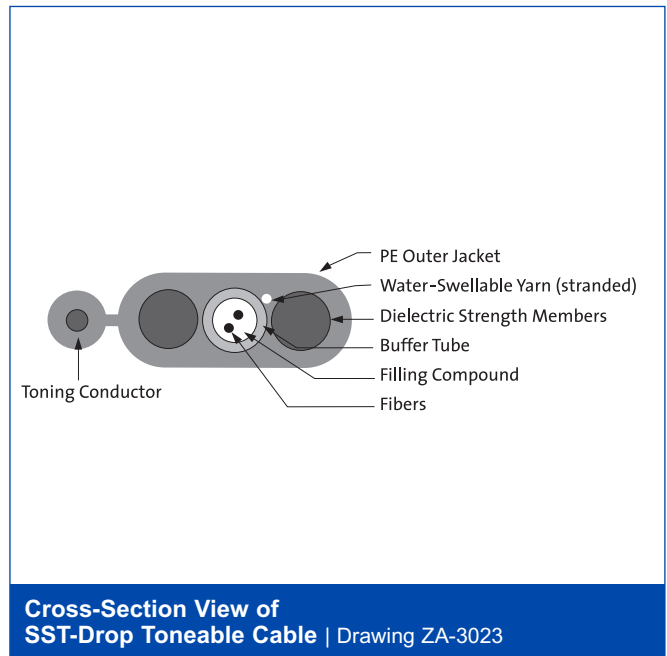 PE Outer Jacket
Water-Swellable Yarn (stranded)
Dielectric Strength Members
Buffer Tube
Filling Compound
Fibers
Toning Conductor
Cross-Section View of
SST-Drop Toneable Cable | Drawing ZA-3023